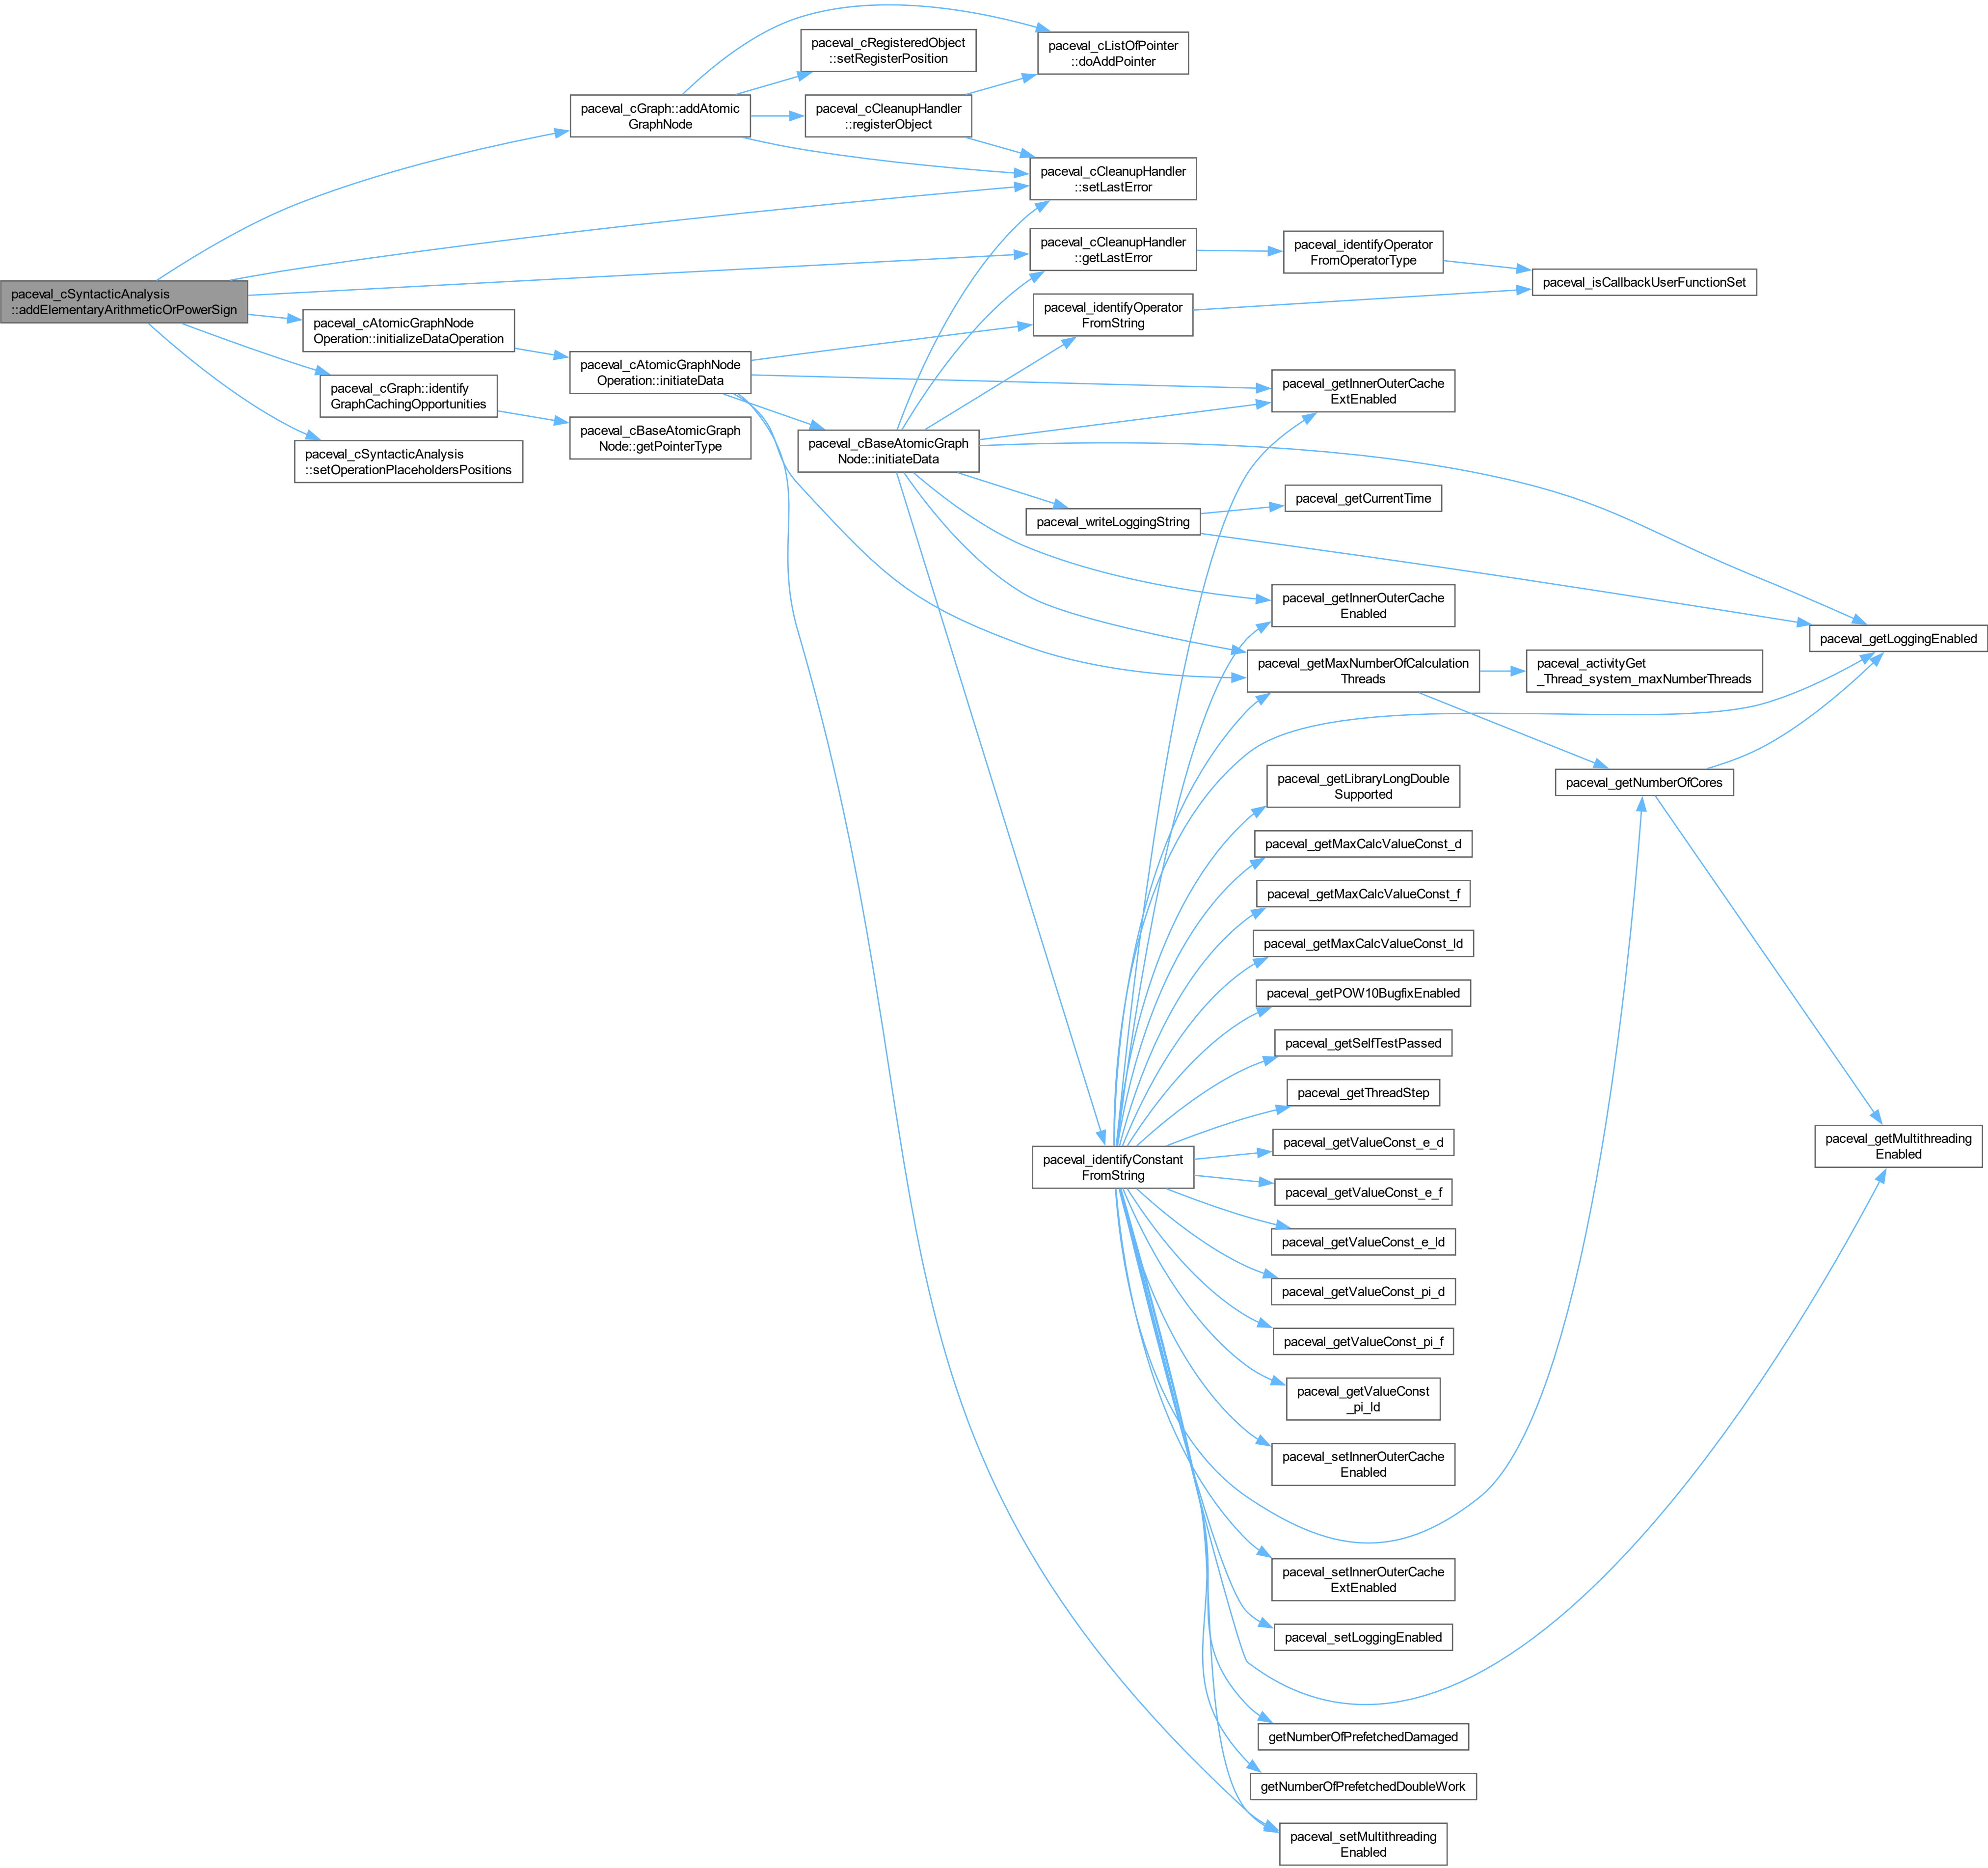 paceval_cSyntacticAnalysis
::addElementaryArithmeticOrPowerSign
paceval_cGraph::addAtomic
GraphNode
paceval_cRegisteredObject
::setRegisterPosition
paceval_cListOfPointer
::doAddPointer
paceval_cCleanupHandler
::registerObject
paceval_cCleanupHandler
::setLastError
paceval_cCleanupHandler
::getLastError
paceval_identifyOperator
FromOperatorType
paceval_isCallbackUserFunctionSet
paceval_cAtomicGraphNode
Operation::initializeDataOperation
paceval_identifyOperator
FromString
paceval_cAtomicGraphNode
Operation::initiateData
paceval_cGraph::identify
GraphCachingOpportunities
paceval_cBaseAtomicGraph
Node::getPointerType
paceval_cSyntacticAnalysis
::setOperationPlaceholdersPositions
paceval_cBaseAtomicGraph
Node::initiateData
paceval_getInnerOuterCache
ExtEnabled
paceval_writeLoggingString
paceval_getCurrentTime
paceval_getInnerOuterCache
Enabled
paceval_getLoggingEnabled
paceval_getMaxNumberOfCalculation
Threads
paceval_activityGet
_Thread_system_maxNumberThreads
paceval_getNumberOfCores
paceval_getLibraryLongDouble
Supported
paceval_getMaxCalcValueConst_d
paceval_getMaxCalcValueConst_f
paceval_getMaxCalcValueConst_ld
paceval_getPOW10BugfixEnabled
paceval_getSelfTestPassed
paceval_getThreadStep
paceval_getMultithreading
Enabled
paceval_identifyConstant
FromString
paceval_getValueConst_e_d
paceval_getValueConst_e_f
paceval_getValueConst_e_ld
paceval_getValueConst_pi_d
paceval_getValueConst_pi_f
paceval_getValueConst
_pi_ld
paceval_setInnerOuterCache
Enabled
paceval_setInnerOuterCache
ExtEnabled
paceval_setLoggingEnabled
getNumberOfPrefetchedDamaged
getNumberOfPrefetchedDoubleWork
paceval_setMultithreading
Enabled